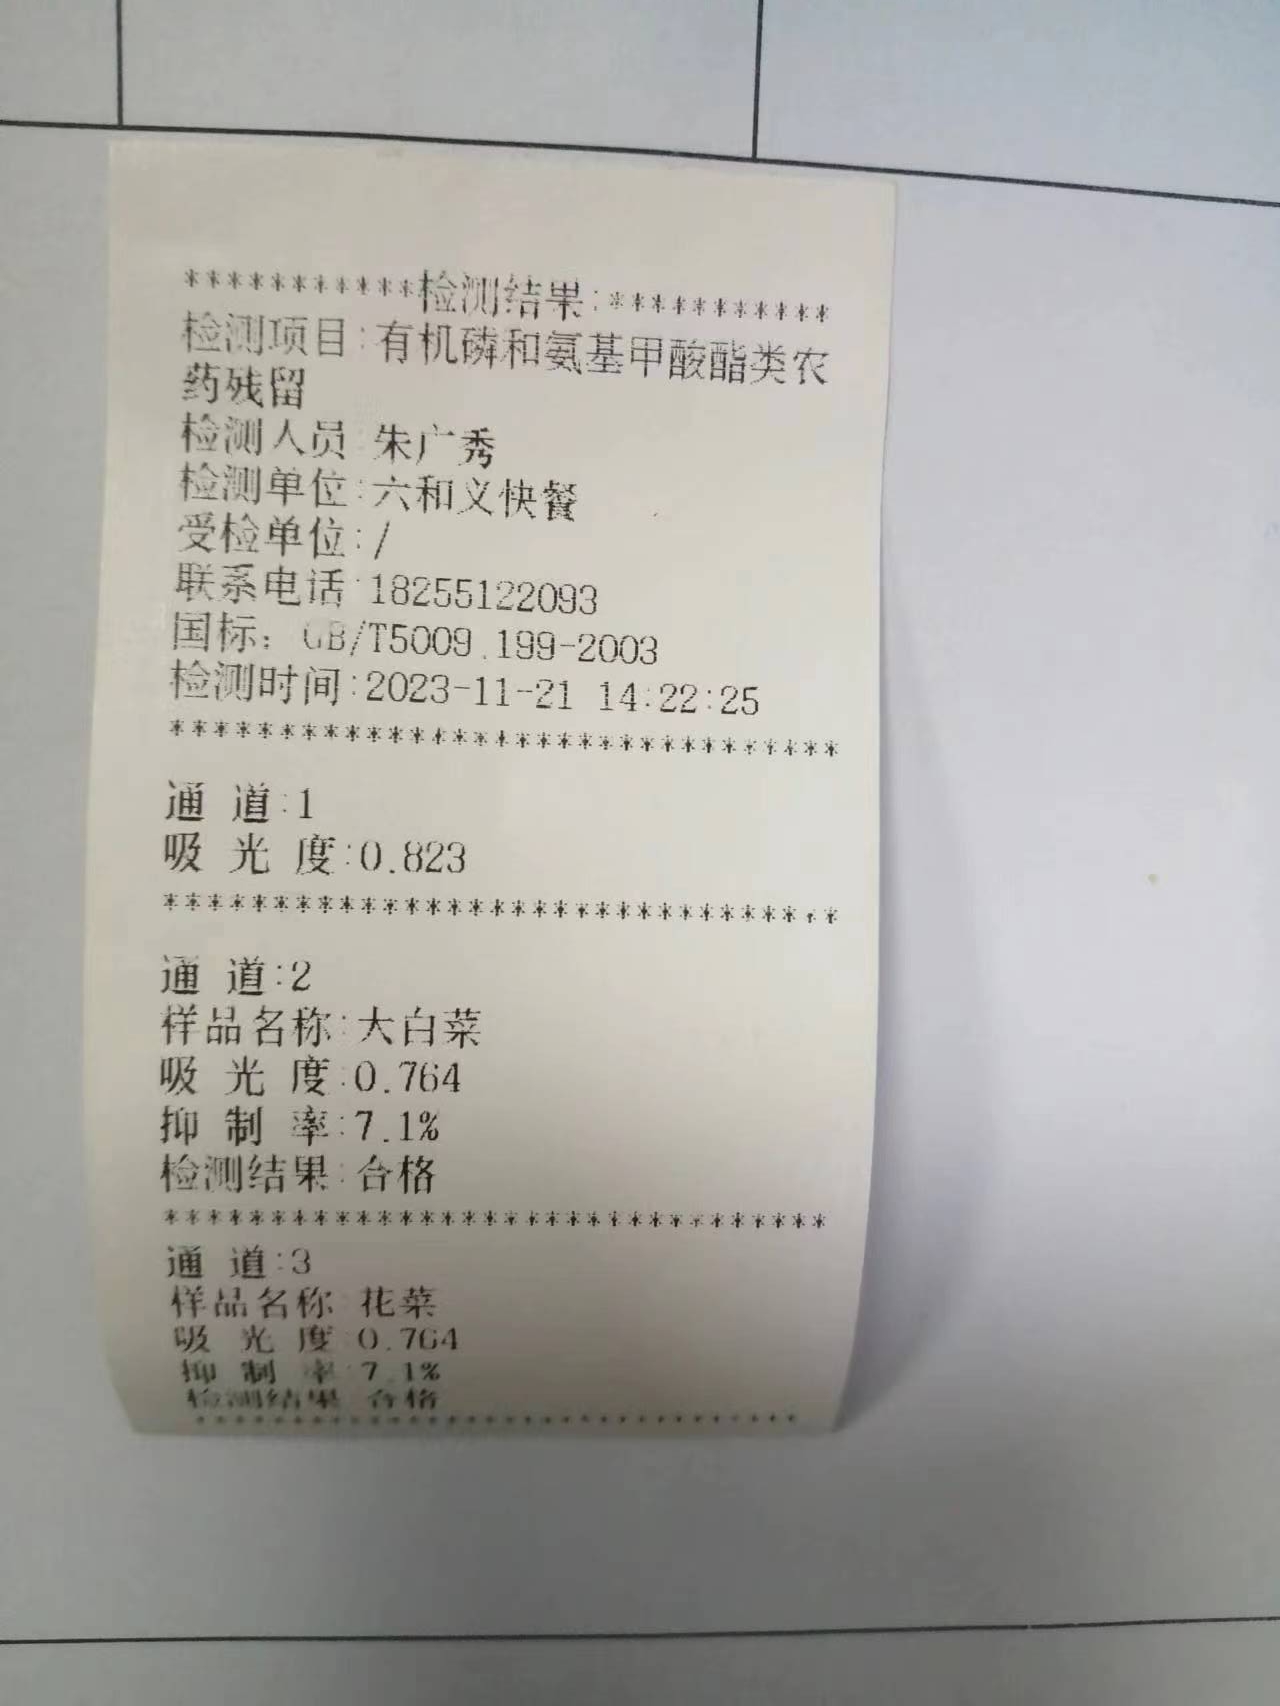 ***********检测结果:***********
检测项目:有机磷和氨基甲酸酯类农
药残留
检测人员:朱广秀
检测单位:六和义快餐
受检单位:/
联系电话:18255122093
国标: GB/T5009.199-2003
检测时间:2023-11-21 14:22:25
********************************
通 道:1
吸 光 度:0.823
********************************
通 道:2
样品名称:大白菜
吸 光 度:0.764
抑 制 率:7.1%
检测结果:合格
********************************
通 道:3
样品名称:花菜
吸 光 度:0.764
抑 制 率:7.1%
检测结果:合格
********************************